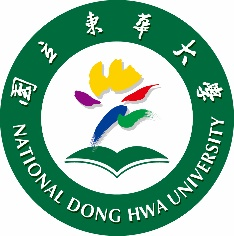 國立東華大學
NATIONAL DONG HWA UNIVERSITY